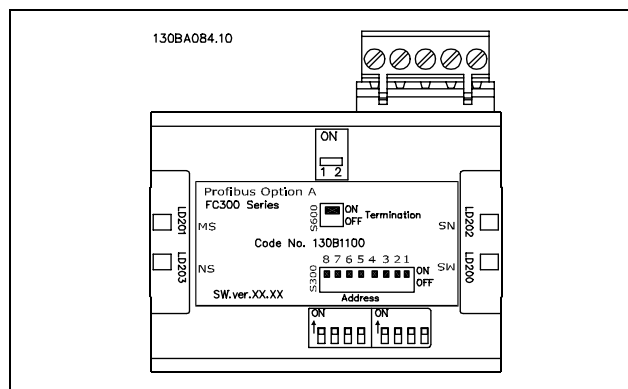 130BA084.10
ON
1 2
Profibus Option A
FC300 Series
S600
ON
OFF
Termination
LD201
MS
LD202
NS
Code No. 130B1100
LD203
NS
LD200
MS
8 7 6 5 4 3 2 1
S300
ON
OFF
SW.ver.XX.XX
Address
ON
ON